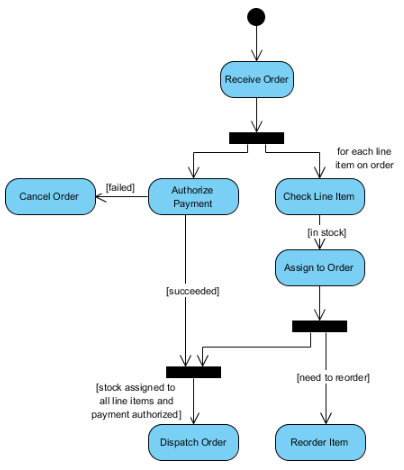 Receive Order
for each line
item on order
Cancel Order
[failed]
Authorize
Payment
Check Line Item
[in stock]
Assign to Order
[succeeded]
[stock assigned to
all line items and
payment authorized]
[need to reorder]
Dispatch Order
Reorder Item